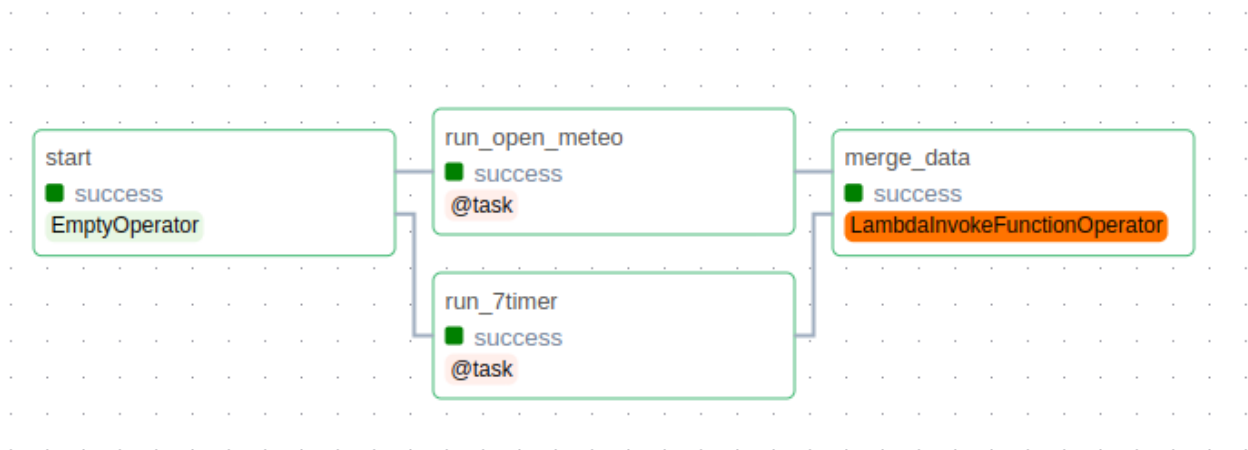 start
success
EmptyOperator
run_open_meteo
success
@task
run_7timer
success
@task
merge_data
success
LambdaInvokeFunctionOperator